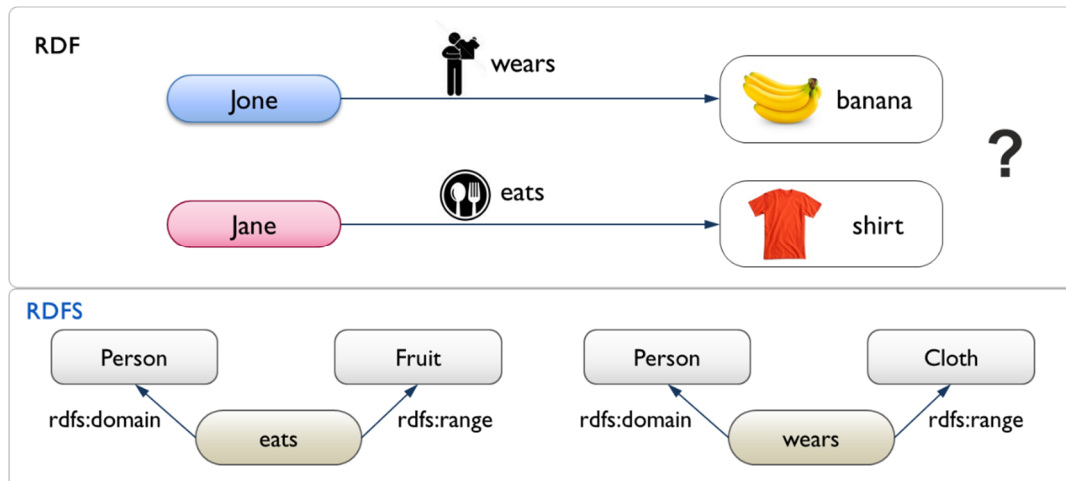 RDF
wears
Jone
banana
?
eats
Jane
shirt
RDFS
Person
Fruit
Person
Cloth
rdfs:domain
rdfs:range
rdfs:domain
rdfs:range
eats
wears